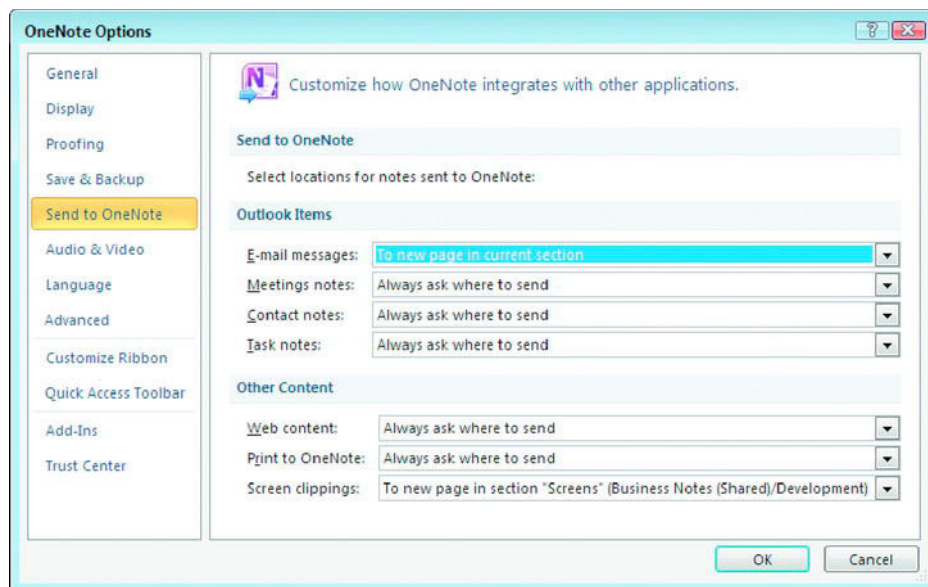 OneNote Options
General
Display
Proofing
Save & Backup
Send to OneNote
Audio & Video
Language
Advanced
Customize Ribbon
Quick Access Toolbar
Add-Ins
Trust Center
Customize how OneNote integrates with other applications.
Send to OneNote
Select locations for notes sent to OneNote:
Outlook Items
E-mail messages: To new page in current section
Meetings notes: Always ask where to send
Contact notes: Always ask where to send
Task notes: Always ask where to send
Other Content
Web content: Always ask where to send
Print to OneNote: Always ask where to send
Screen clippings: To new page in section "Screens" (Business Notes (Shared)/Development)
OK Cancel